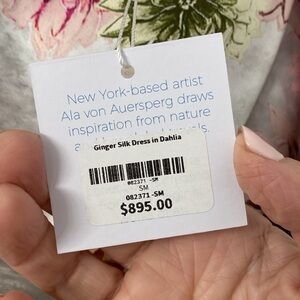 New York-based artist
Ala von Auersperg draws
inspiration from nature
Ginger Silk Dress in Dahlia
082371 -SM
SM
082371 -SM
$895.00